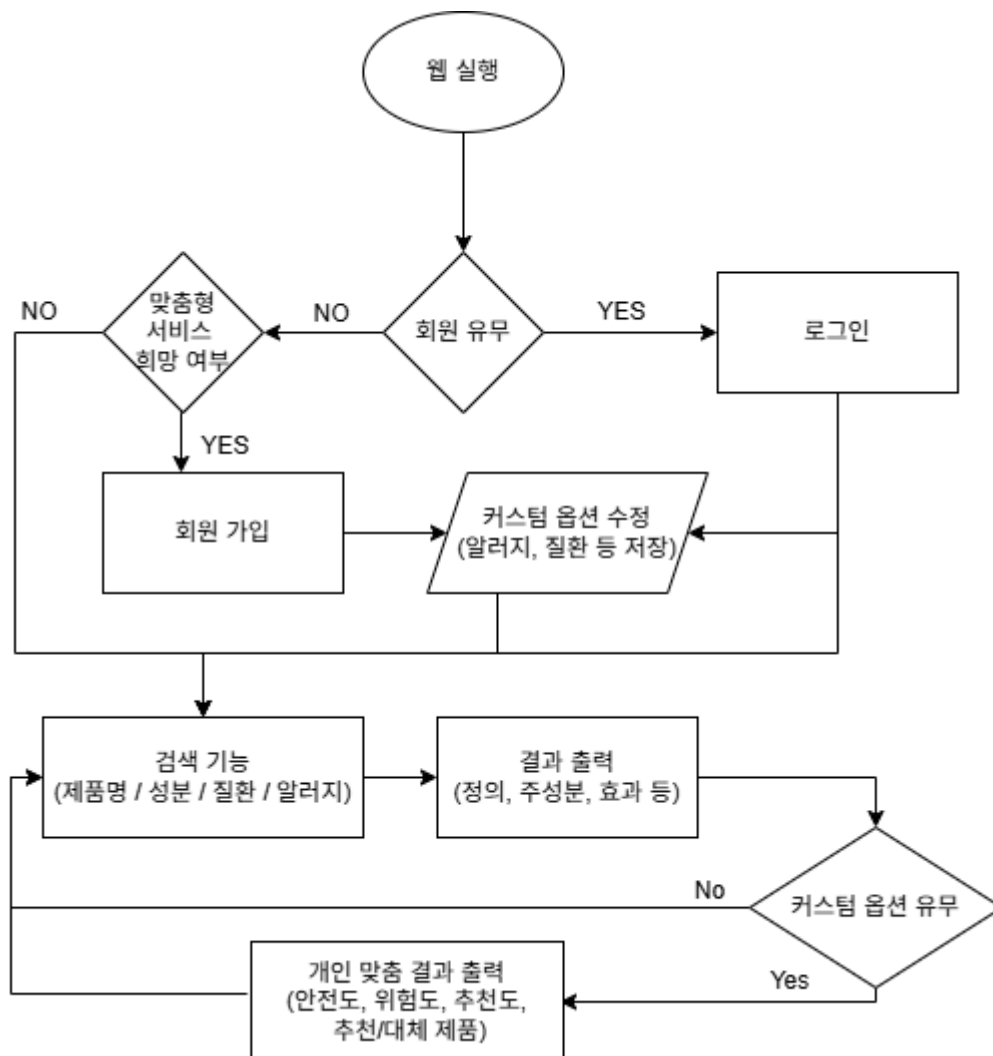 웹 실행
NO
맞춤형
서비스
희망 여부
NO
회원 유무
YES
로그인
YES
회원 가입
커스텀 옵션 수정
(알러지, 질환 등 저장)
검색 기능
(제품명 / 성분 / 질환 / 알러지)
결과 출력
(정의, 주성분, 효과 등)
No
커스텀 옵션 유무
Yes
개인 맞춤 결과 출력
(안전도, 위험도, 추천도,
추천/대체 제품)